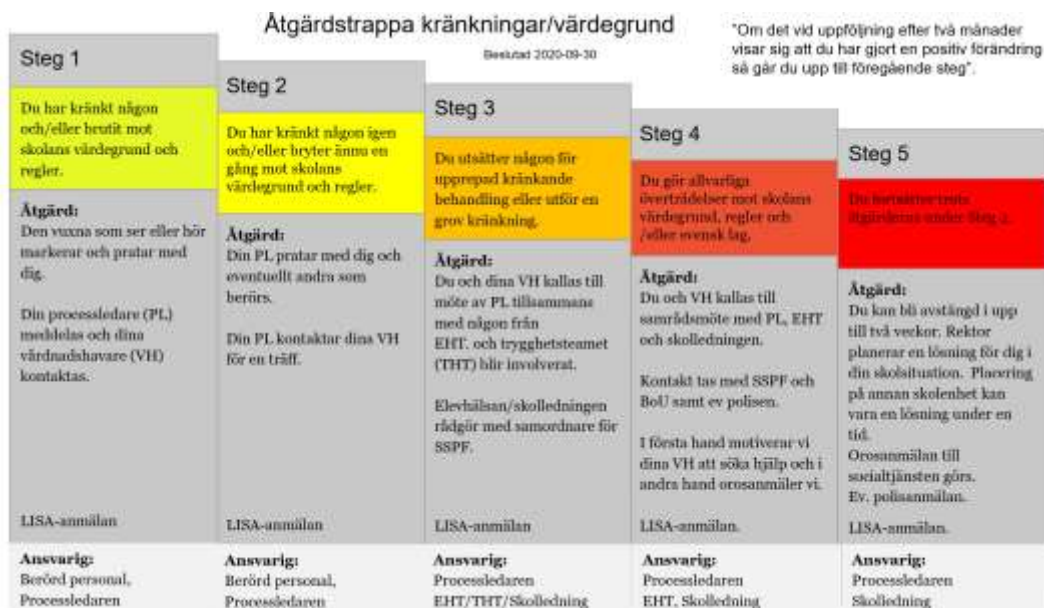 Åtgärdstrappa kränkningar/värdegrund
Beslutad 2020-09-30
"Om det vid uppföljning efter två månader
visar sig att du har gjort en positiv förändring
så går du upp till föregående steg".
Steg 1
Du har kränkt någon
och/eller brutit mot
skolans värdegrund och
regler.
Åtgärd:
Den vuxna som ser eller hör
markerar och pratar med
dig.
Din processledare (PL)
meddelas och dina
vårdnadshavare (VH)
kontaktas.
LISA-anmälan
Ansvarig:
Berörd personal,
Processledaren
Steg 2
Du har kränkt någon igen
och/eller bryter ännu en
gång mot skolans
värdegrund och regler.
Åtgärd:
Din PL pratar med dig och
eventuellt andra som
berörs.
Din PL kontaktar dina VH
för en träff.
LISA-anmälan
Ansvarig:
Berörd personal,
Processledaren
Steg 3
Du utsätter någon för
upprepad kränkande
behandling eller utför en
grov kränkning.
Åtgärd:
Du och dina VH kallas till
möte av PL tillsammans
med någon från
EHT. och trygghetsteamet
(THT) blir involverat.
Elevhälsan/skolledningen
rådgör med samordnare för
SSPF.
LISA-anmälan
Ansvarig:
Processledaren
EHT/THT/Skolledning
Steg 4
Du gör allvarliga
överträdelser mot skolans
värdegrund, regler och
/eller svensk lag.
Åtgärd:
Du och VH kallas till
samrådsmöte med PL, EHT
och skolledningen.
Kontakt tas med SSPF och
BoU samt ev polisen.
I första hand motiverar vi
dina VH att söka hjälp och i
andra hand orosanmäler vi.
LISA-anmälan.
Ansvarig:
Processledaren
EHT, Skolledning
Steg 5
Du fortsätter trots
åtgärderna under Steg 4.
Åtgärd:
Du kan bli avstängd i upp
till två veckor. Rektor
planerar en lösning för dig i
din skolsituation. Placering
på annan skolenhet kan
vara en lösning under en
tid.
Orosanmälan till
socialtjänsten görs.
Ev. polisanmälan.
LISA-anmälan.
Ansvarig:
Processledaren
Skolledning